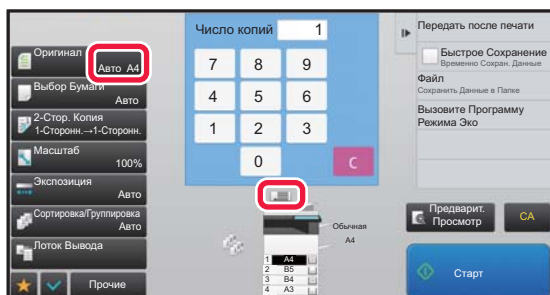 Число копий 1
Оригинал
Авто A4
Выбор Бумаги
Авто
2-Стор. Копия
1-Сторонн.→1-Сторонн.
Масштаб
100%
Экспозиция
Авто
Сортировка/Группировка
Авто
Лоток Вывода
Прочие
7 8 9
4 5 6
1 2 3
0 C
Обычная
A4
1 A4
2 B5
3 B4
4 A3
Передать после печати
Быстрое Сохранение
Временно Сохран. Данные
Файл
Сохранить Данные в Папке
Вызовите Программу
Режима Эко
Предварит.
Просмотр
CA
Старт